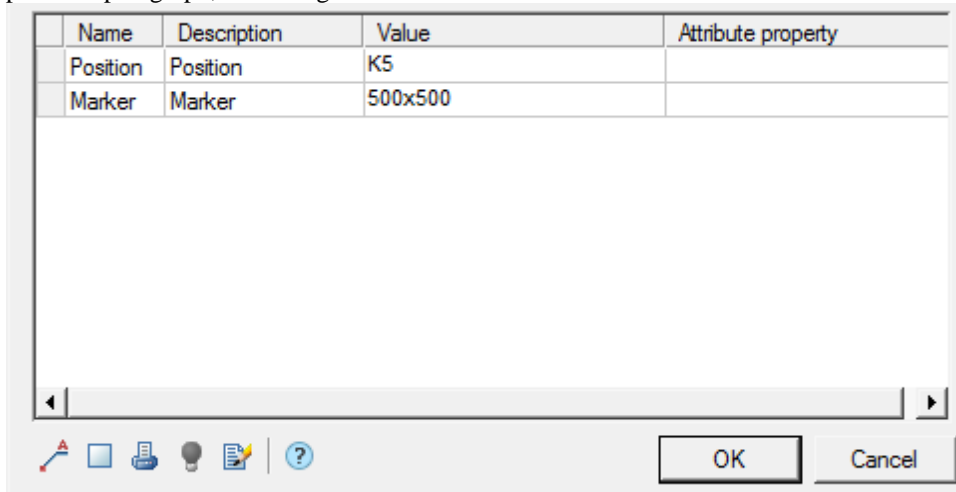 Name Description Value Attribute property
Position Position K5
Marker Marker 500x500
A ?
OK Cancel